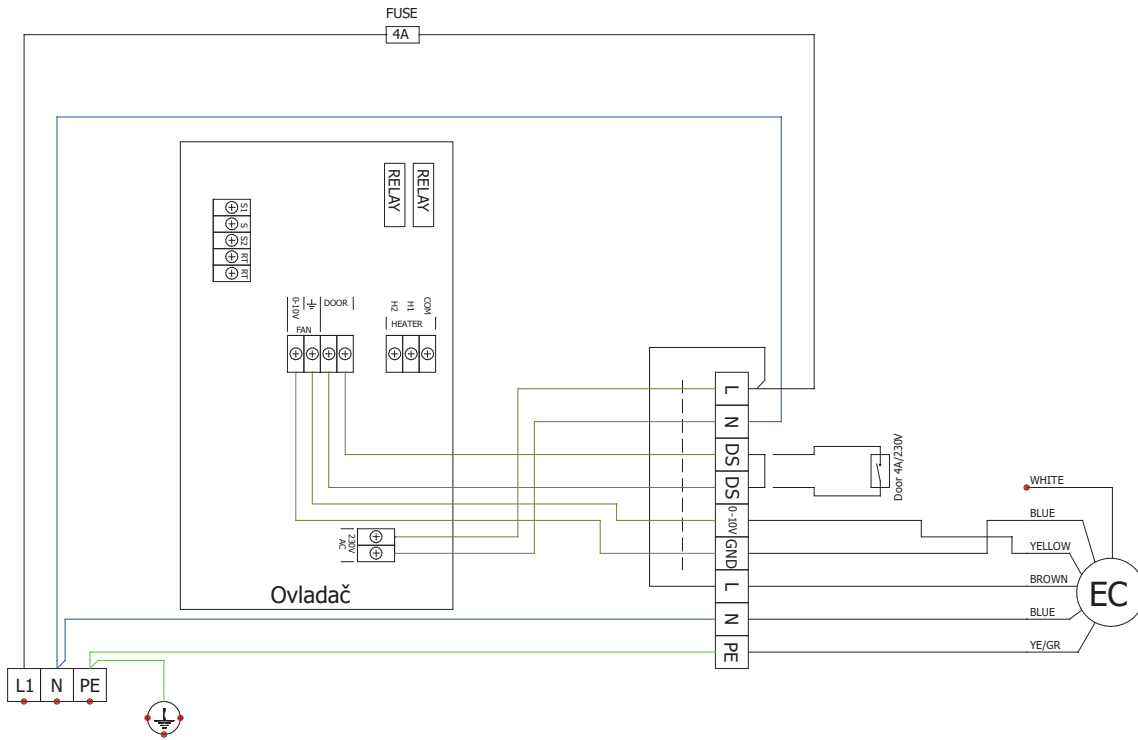 FUSE
4A
RELAY
RELAY
S1
S
S2
RT
RT
0-10V
DOOR
FAN
H2
H1
COM
HEATER
L
N
DS
DS
0-10V
GND
L
N
PE
Door 4A/230V
WHITE
BLUE
YELLOW
BROWN
BLUE
YE/GR
EC
230V
AC
Ovladač
L1
N
PE